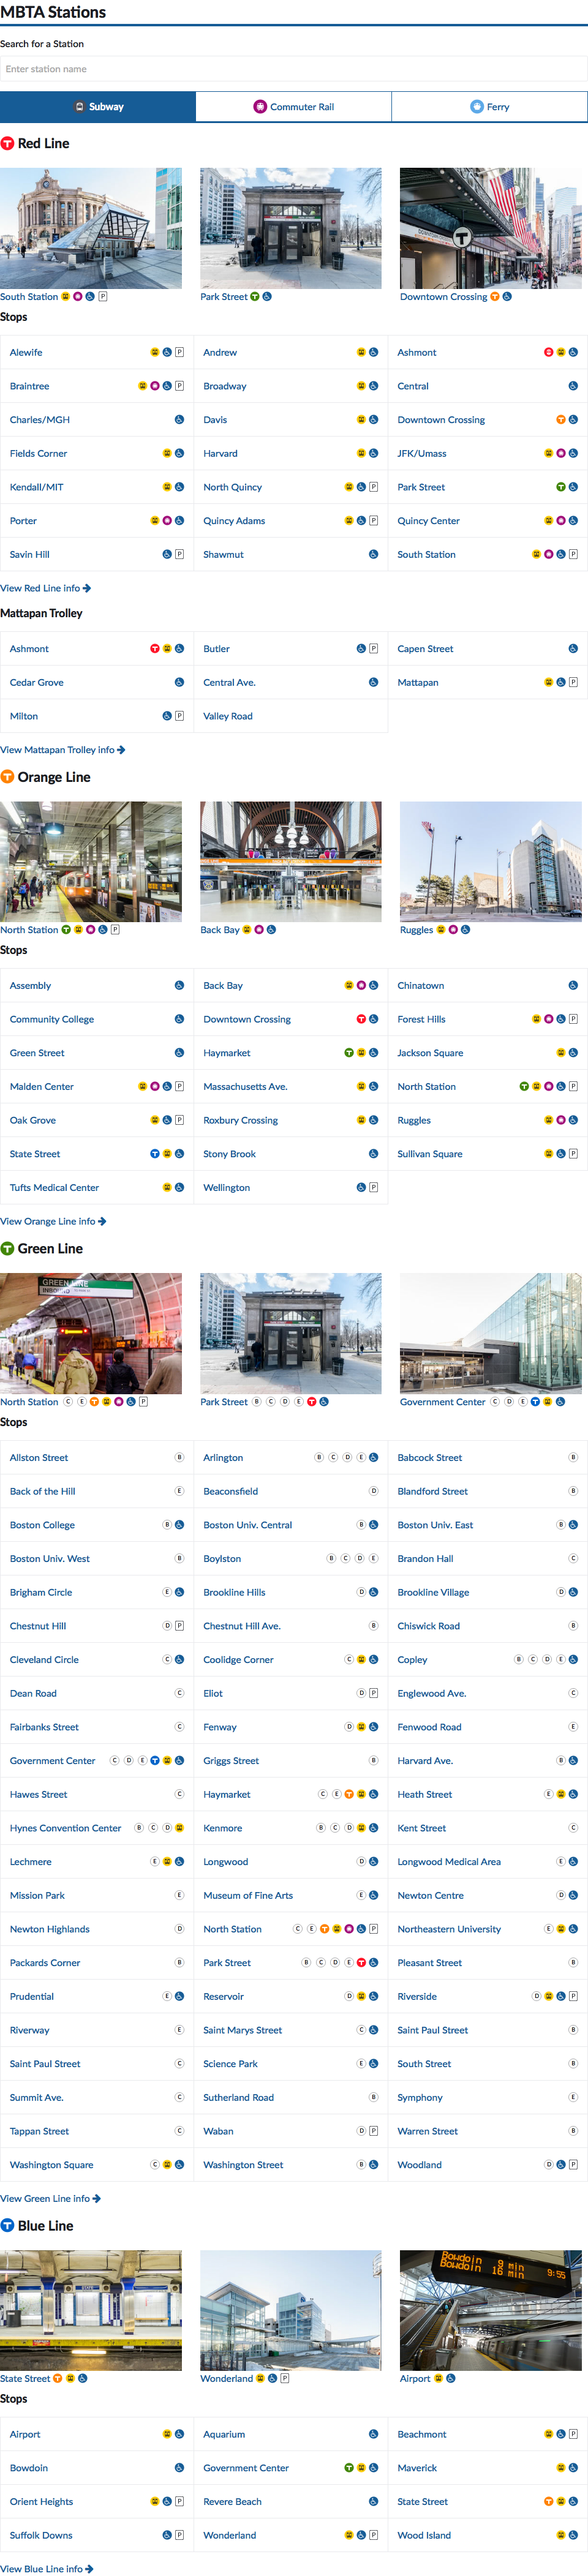 MBTA Stations
Search for a Station
Enter station name
Subway Commuter Rail Ferry
T Red Line
T
South Station P Park Street T Downtown Crossing T
Stops
Alewife P Andrew Ashmont
Braintree P Broadway Central
Charles/MGH Davis Downtown Crossing T
Fields Corner Harvard JFK/Umass
Kendall/MIT North Quincy P Park Street T
Porter Quincy Adams P Quincy Center
Savin Hill P Shawmut South Station P
View Red Line info
Mattapan Trolley
Ashmont T Butler P Capen Street
Cedar Grove Central Ave. Mattapan P
Milton P Valley Road
View Mattapan Trolley info
T Orange Line
North Station T P Back Bay Ruggles
Stops
Assembly Back Bay Chinatown
Community College Downtown Crossing T Forest Hills P
Green Street Haymarket T Jackson Square
Malden Center P Massachusetts Ave. North Station T P
Oak Grove P Roxbury Crossing Ruggles
State Street T Stony Brook Sullivan Square P
Tufts Medical Center Wellington P
View Orange Line info
T Green Line
GREEN LINE
INBOUND
North Station C E T P Park Street B C D E T Government Center C D E T
Stops
Allston Street B Arlington B C D E Babcock Street B
Back of the Hill E Beaconsfield D Blandford Street B
Boston College B Boston Univ. Central B Boston Univ. East B
Boston Univ. West B Boylston B C D E Brandon Hall C
Brigham Circle E Brookline Hills D Brookline Village D
Chestnut Hill D P Chestnut Hill Ave. B Chiswick Road B
Cleveland Circle C Coolidge Corner C Copley B C D E
Dean Road C Eliot D P Englewood Ave. C
Fairbanks Street C Fenway D Fenwood Road E
Government Center C D E T Griggs Street B Harvard Ave. B
Hawes Street C Haymarket C E T Heath Street E
Hynes Convention Center B C D Kenmore B C D Kent Street C
Lechmere E Longwood D Longwood Medical Area E
Mission Park E Museum of Fine Arts E Newton Centre D
Newton Highlands D North Station C E T P Northeastern University E
Packards Corner B Park Street B C D E T Pleasant Street B
Prudential E Reservoir D Riverside D P
Riverway E Saint Marys Street C Saint Paul Street B
Saint Paul Street C Science Park E South Street B
Summit Ave. C Sutherland Road B Symphony E
Tappan Street C Waban D P Warren Street B
Washington Square C Washington Street B Woodland D P
View Green Line info
T Blue Line
Bowdoin 9 min
Bowdoin 16 min 9:55
State Street T Wonderland P Airport
Stops
Airport Aquarium Beachmont P
Bowdoin Government Center T Maverick
Orient Heights P Revere Beach State Street T
Suffolk Downs P Wonderland P Wood Island
View Blue Line info